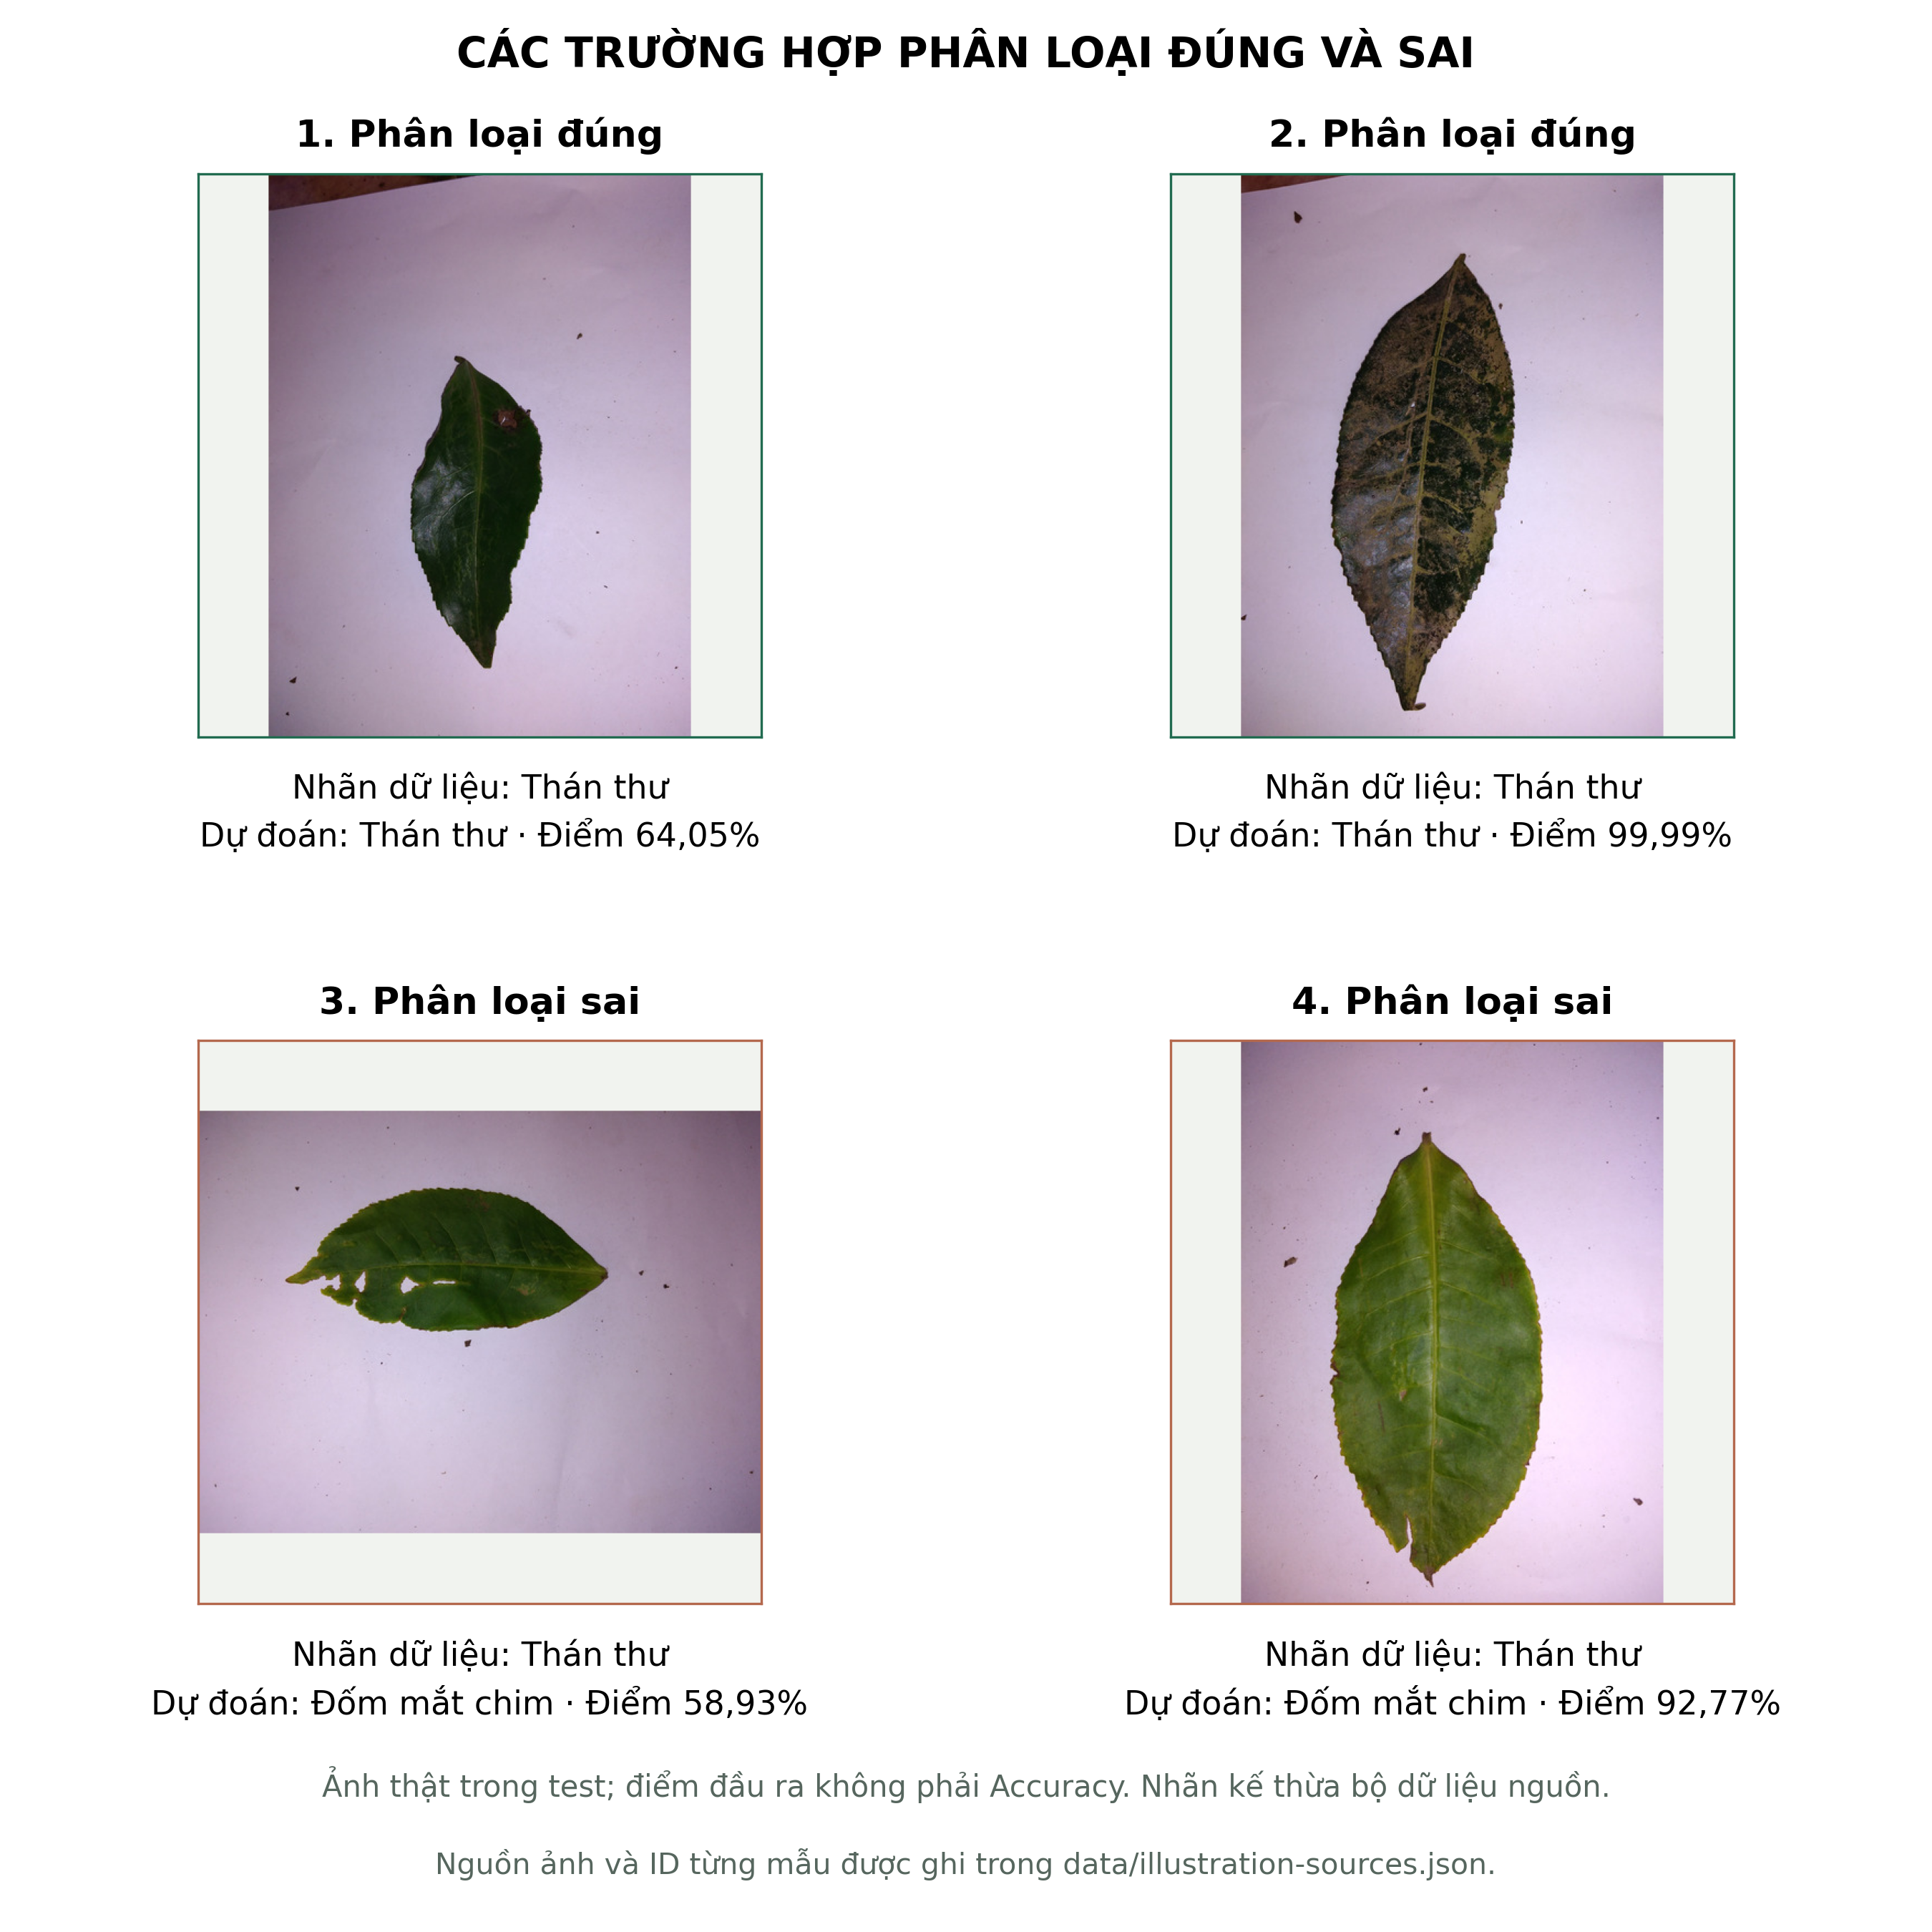 CÁC TRƯỜNG HỢP PHÂN LOẠI ĐÚNG VÀ SAI
1. Phân loại đúng
2. Phân loại đúng
Nhãn dữ liệu: Thán thư
Dự đoán: Thán thư · Điểm 64,05%
Nhãn dữ liệu: Thán thư
Dự đoán: Thán thư · Điểm 99,99%
3. Phân loại sai
4. Phân loại sai
Nhãn dữ liệu: Thán thư
Dự đoán: Đốm mắt chim · Điểm 58,93%
Nhãn dữ liệu: Thán thư
Dự đoán: Đốm mắt chim · Điểm 92,77%
Ảnh thật trong test; điểm đầu ra không phải Accuracy. Nhãn kế thừa bộ dữ liệu nguồn.
Nguồn ảnh và ID từng mẫu được ghi trong data/illustration-sources.json.